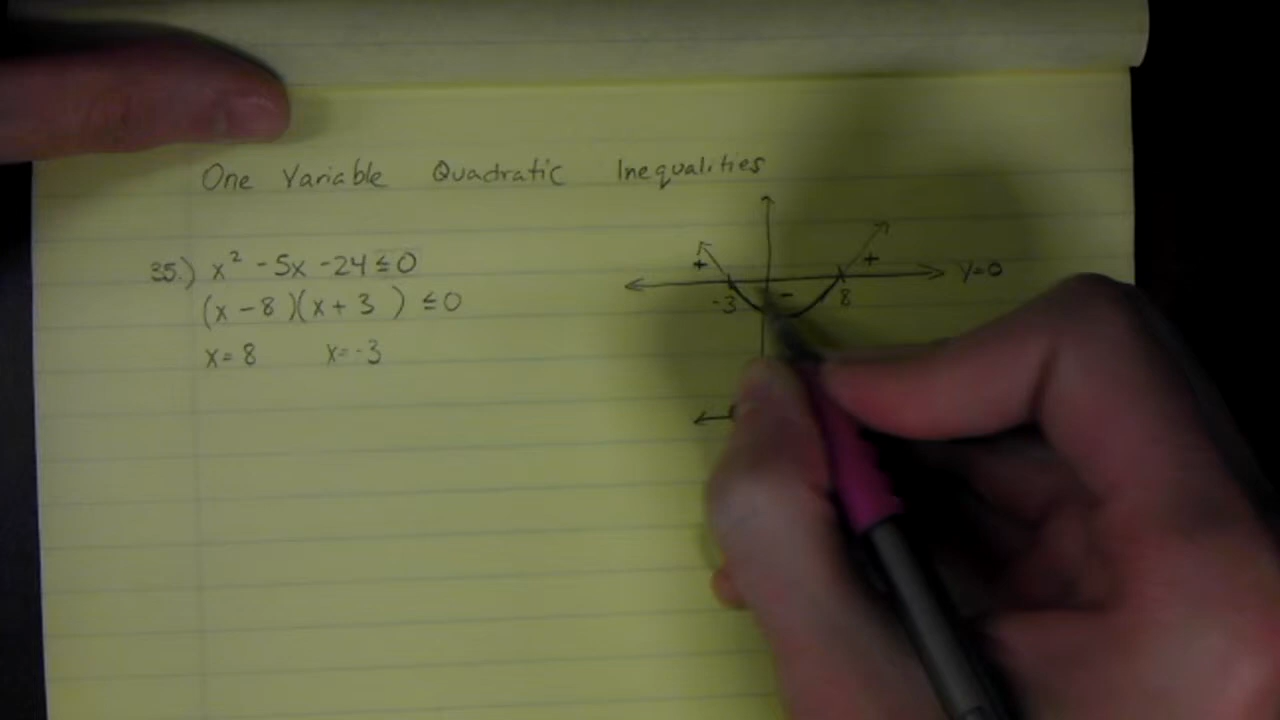 One Variable Quadratic Inequalities
35.) x² - 5x - 24 ≤ 0
(x - 8)(x + 3) ≤ 0
x = 8 x = -3
+ +
y=0
-3 - 8